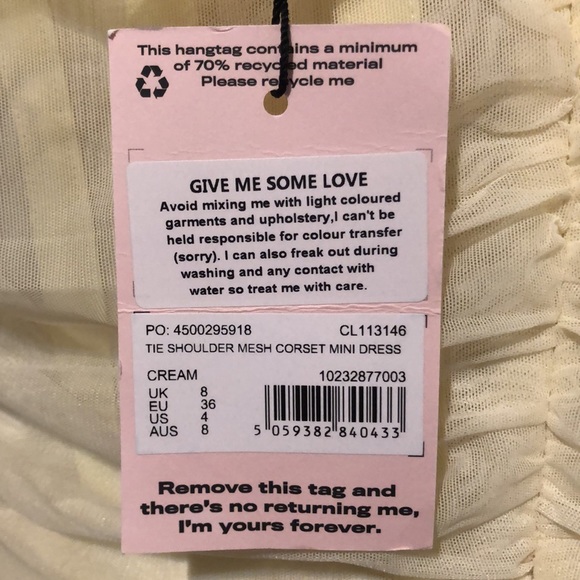 This hangtag contains a minimum
of 70% recycled material
Please recycle me
GIVE ME SOME LOVE
Avoid mixing me with light coloured
garments and upholstery,I can't be
held responsible for colour transfer
(sorry). I can also freak out during
washing and any contact with
water so treat me with care.
PO: 4500295918 CL113146
TIE SHOULDER MESH CORSET MINI DRESS
CREAM 10232877003
UK 8
EU 36
US 4
AUS 8
5 059382 840433
Remove this tag and
there's no returning me,
I'm yours forever.